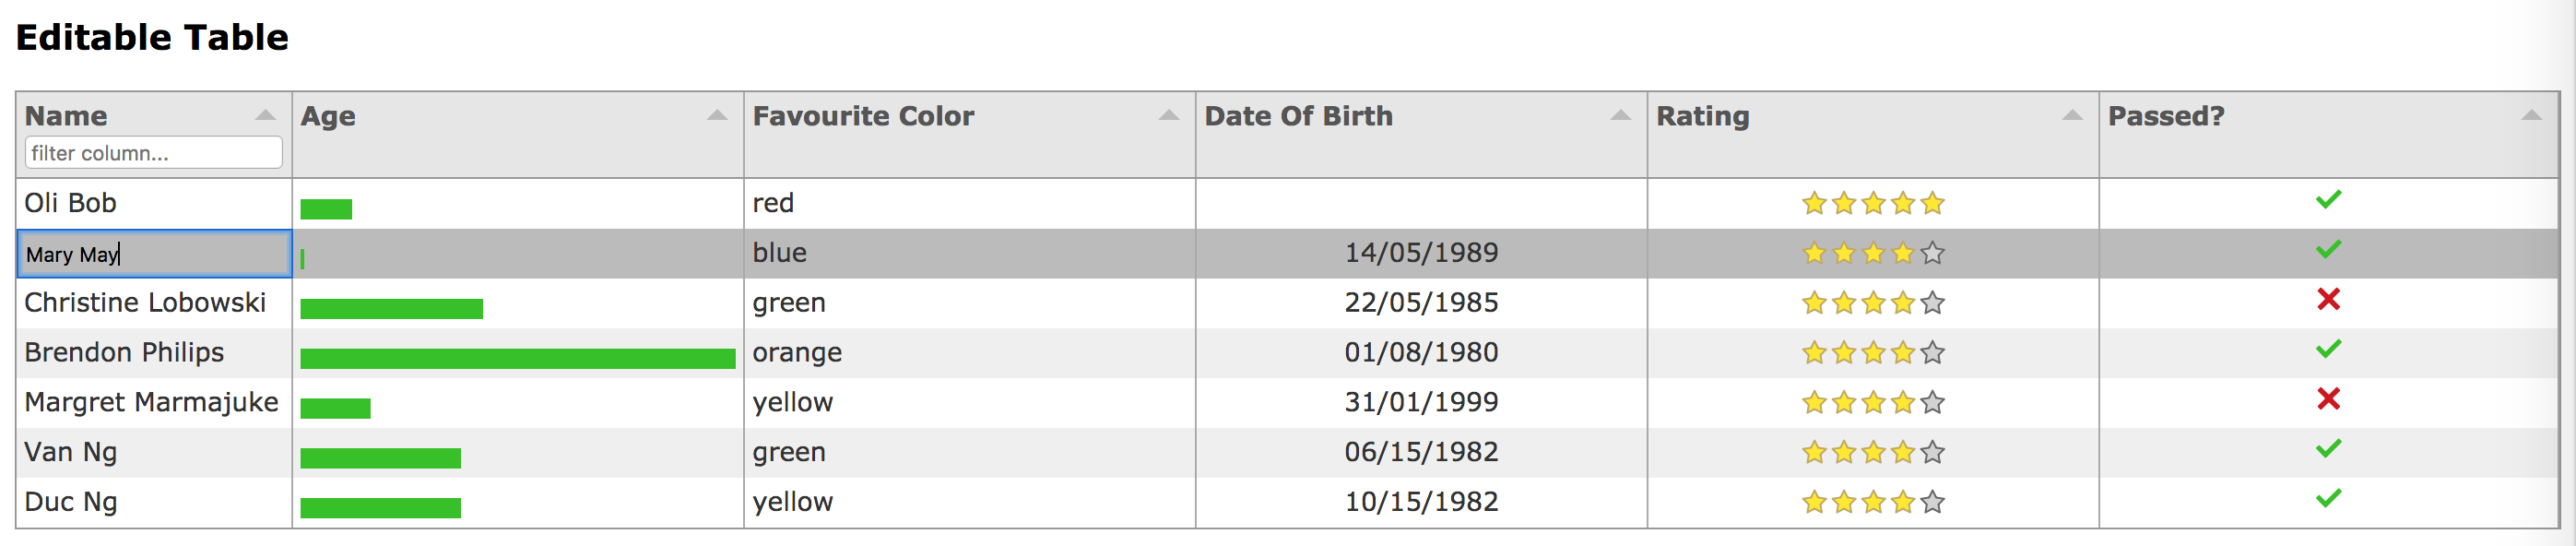 Editable Table
Name Age Favourite Color Date Of Birth Rating Passed?
filter column...
Oli Bob red
Mary May blue 14/05/1989
Christine Lobowski green 22/05/1985
Brendon Philips orange 01/08/1980
Margret Marmajuke yellow 31/01/1999
Van Ng green 06/15/1982
Duc Ng yellow 10/15/1982